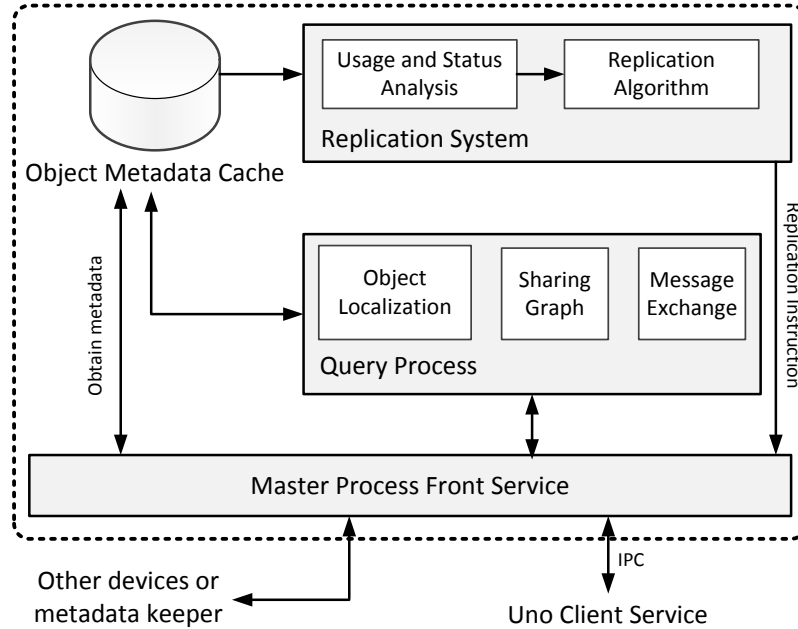 Usage and Status
Analysis
Replication
Algorithm
Replication System
Object Metadata Cache
Replication Instruction
Obtain metadata
Object
Localization
Sharing
Graph
Message
Exchange
Query Process
Master Process Front Service
IPC
Other devices or
metadata keeper
Uno Client Service